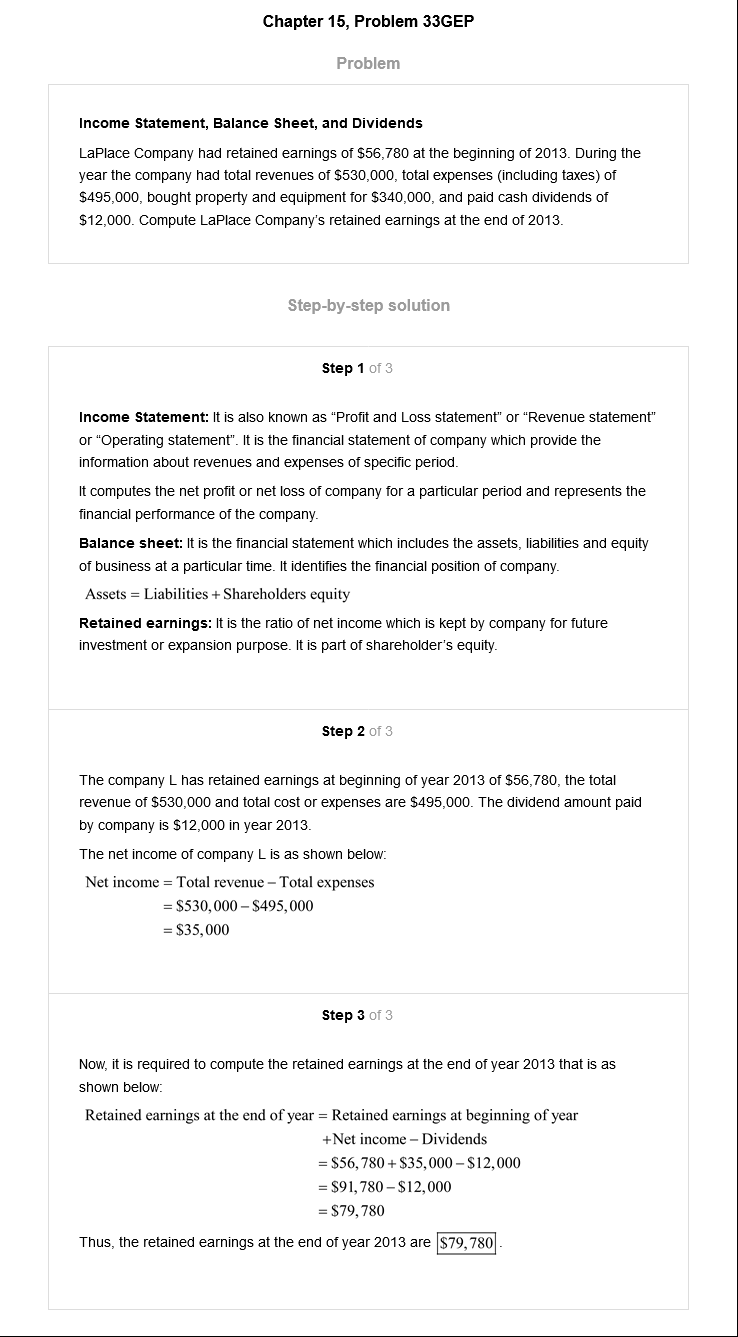 Chapter 15, Problem 33GEP
Problem
Income Statement, Balance Sheet, and Dividends
LaPlace Company had retained earnings of $56,780 at the beginning of 2013. During the
year the company had total revenues of $530,000, total expenses (including taxes) of
$495,000, bought property and equipment for $340,000, and paid cash dividends of
$12,000. Compute LaPlace Company's retained earnings at the end of 2013.
Step-by-step solution
Step 1 of 3
Income Statement: It is also known as “Profit and Loss statement” or “Revenue statement”
or “Operating statement”. It is the financial statement of company which provide the
information about revenues and expenses of specific period.
It computes the net profit or net loss of company for a particular period and represents the
financial performance of the company.
Balance sheet: It is the financial statement which includes the assets, liabilities and equity
of business at a particular time. It identifies the financial position of company.
Assets = Liabilities + Shareholders equity
Retained earnings: It is the ratio of net income which is kept by company for future
investment or expansion purpose. It is part of shareholder's equity.
Step 2 of 3
The company L has retained earnings at beginning of year 2013 of $56,780, the total
revenue of $530,000 and total cost or expenses are $495,000. The dividend amount paid
by company is $12,000 in year 2013.
The net income of company L is as shown below:
Net income = Total revenue – Total expenses
= $530,000 – $495,000
= $35,000
Step 3 of 3
Now, it is required to compute the retained earnings at the end of year 2013 that is as
shown below:
Retained earnings at the end of year = Retained earnings at beginning of year
+Net income – Dividends
= $56,780 + $35,000 – $12,000
= $91,780 – $12,000
= $79,780
Thus, the retained earnings at the end of year 2013 are $79,780.